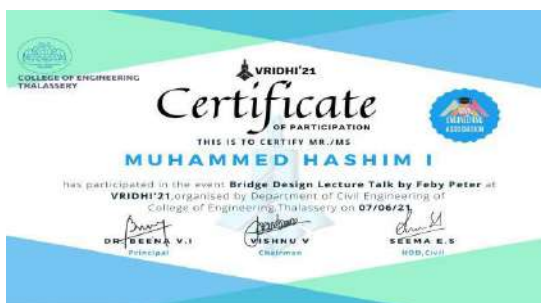 COLLEGE OF ENGINEERING
THALASSERY
VRIDHI'21
Certificate
OF PARTICIPATION
ENGINEERING
ASSOCIATION
THIS IS TO CERTIFY MR./MS
MUHAMMED HASHIM I
has participated in the event Bridge Design Lecture Talk by Feby Peter at
VRIDHI'21,organised by Department of Civil Engineering of
College of Engineering,Thalassery on 07/06/21
DR. BEENA V.I
Principal
VISHNU V
Chairman
SEEMA E.S
HOD,Civil